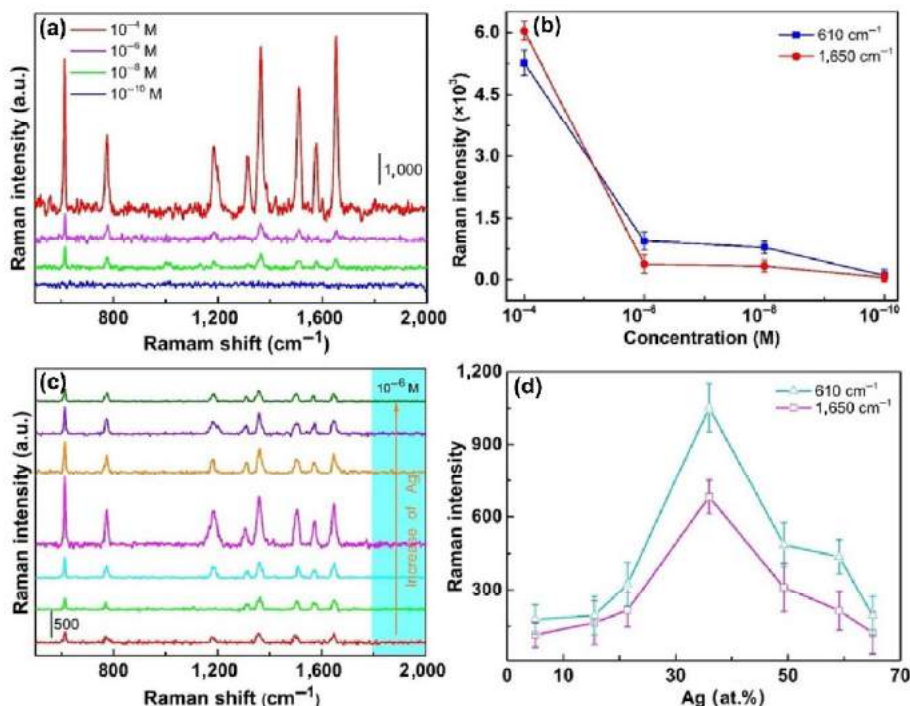 (a)
10⁻⁴ M
10⁻⁶ M
10⁻⁸ M
10⁻¹⁰ M
1,000
Raman intensity (a.u.)
800
1,200
1,600
2,000
Ramam shift (cm⁻¹)
(b)
610 cm⁻¹
1,650 cm⁻¹
Raman intensity (×10³)
6.0
4.5
3.0
1.5
0.0
10⁻⁴
10⁻⁶
10⁻⁸
10⁻¹⁰
Concentration (M)
(c)
10⁻⁶ M
Increase of Ag
500
Raman intensity (a.u.)
800
1,200
1,600
2,000
Raman shift (cm⁻¹)
(d)
610 cm⁻¹
1,650 cm⁻¹
Raman intensity
1,200
900
600
300
0
10
20
30
40
50
60
70
Ag (at.%)